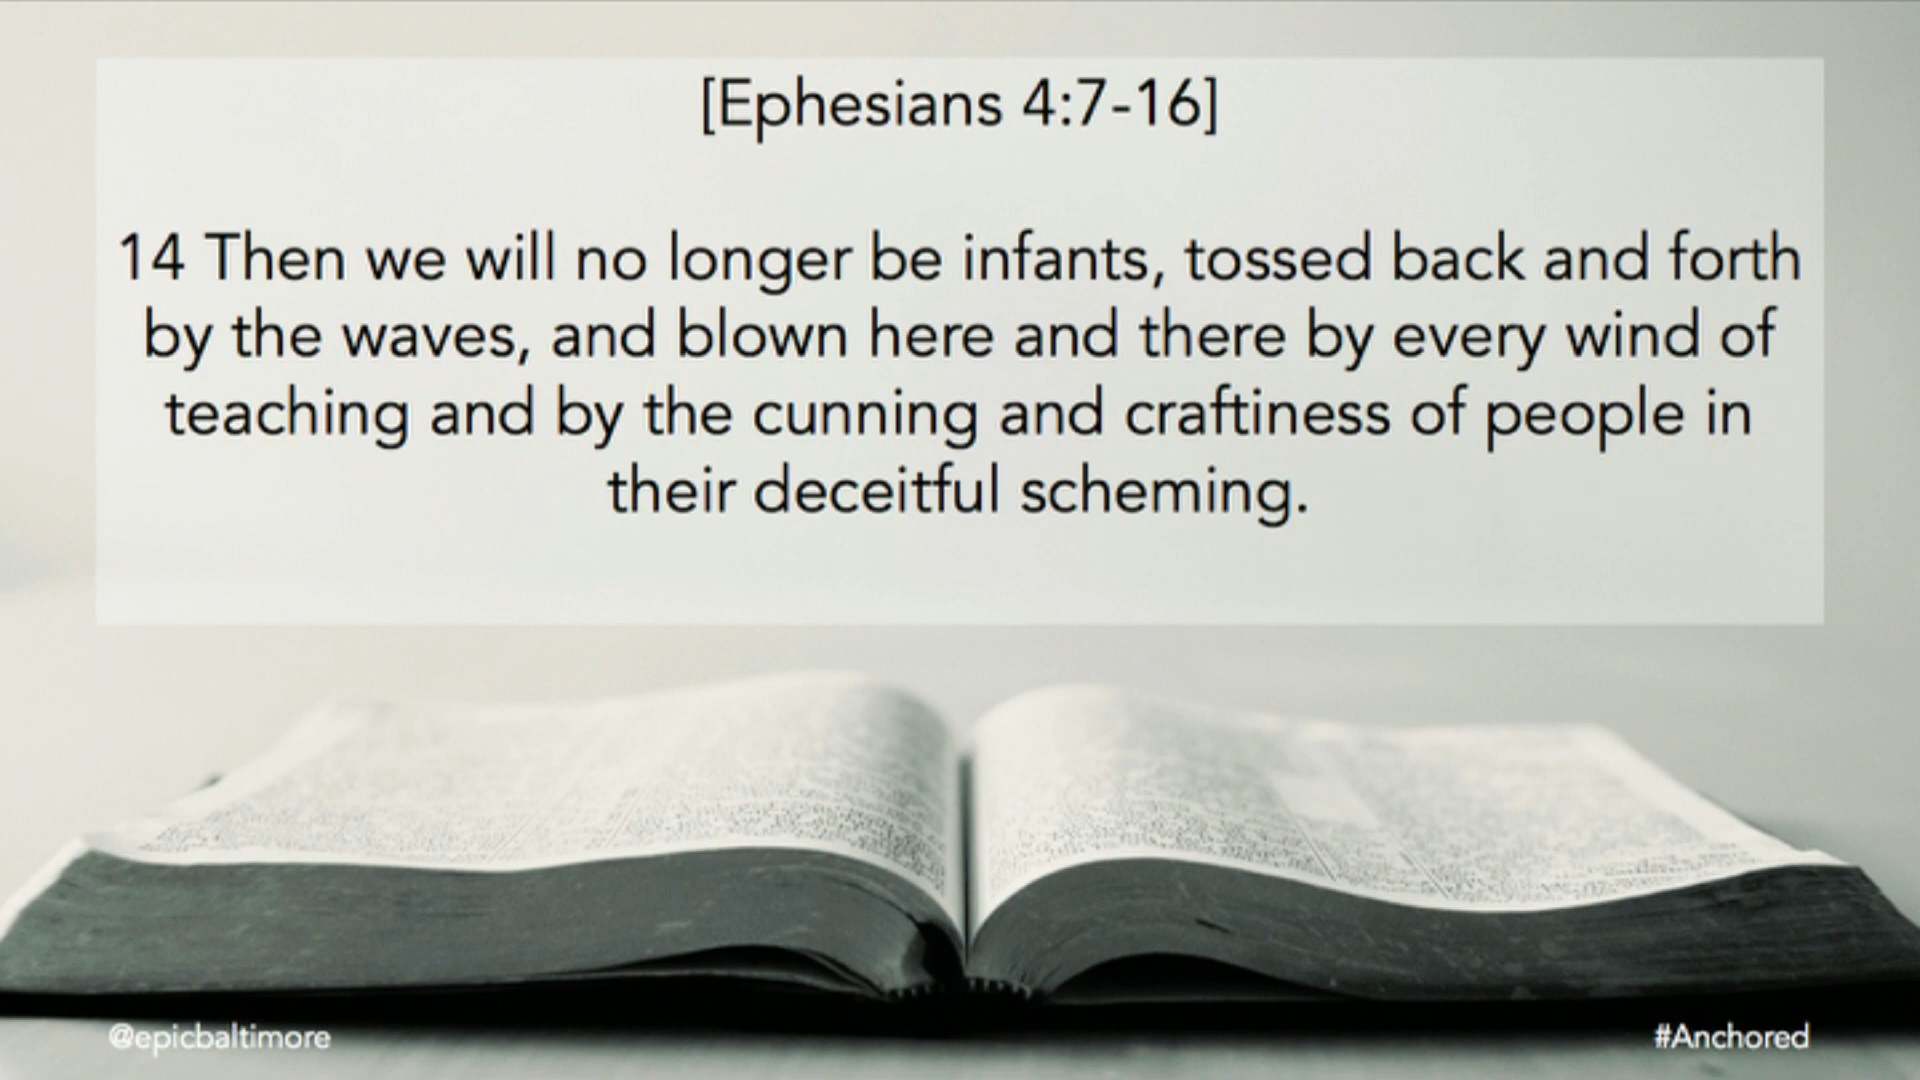 [Ephesians 4:7-16]
14 Then we will no longer be infants, tossed back and forth
by the waves, and blown here and there by every wind of
teaching and by the cunning and craftiness of people in
their deceitful scheming.
@epicbaltimore
#Anchored